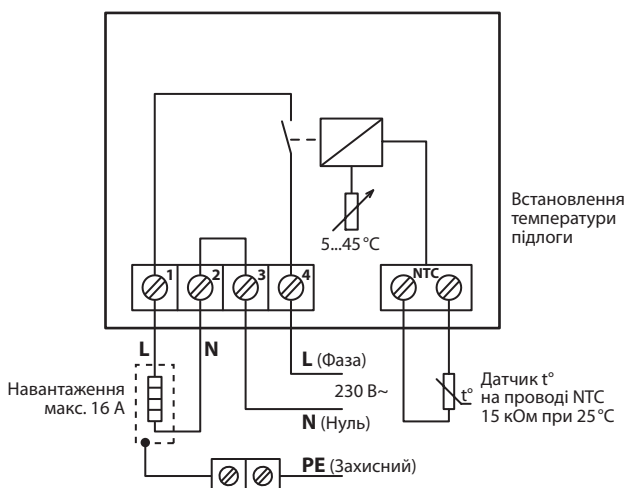 5...45 °C
Встановлення
температури
підлоги
1
2
3
4
NTC
L
N
L (Фаза)
230 В~
N (Нуль)
Навантаження
макс. 16 А
t°
Датчик t°
на проводі NTC
15 кОм при 25 °C
PE (Захисний)